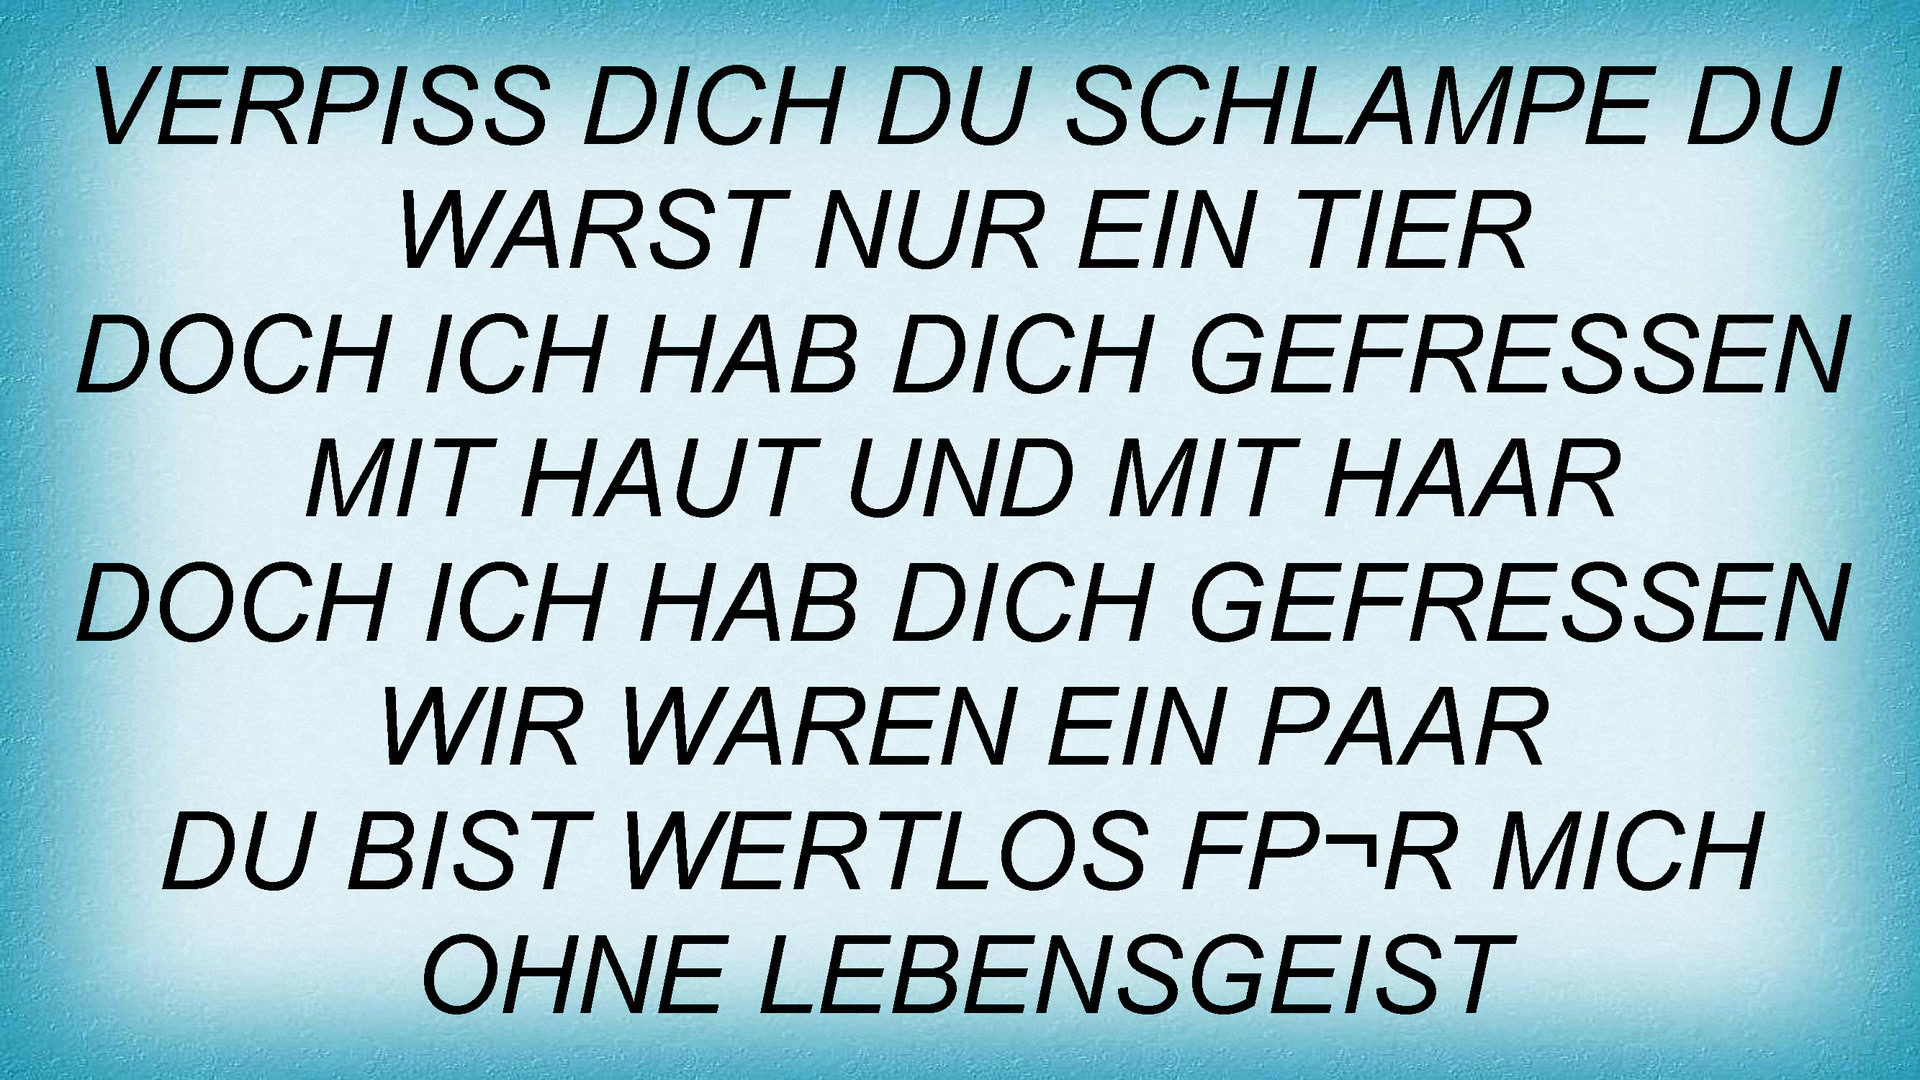 VERPISS DICH DU SCHLAMPE DU
WARST NUR EIN TIER
DOCH ICH HAB DICH GEFRESSEN
MIT HAUT UND MIT HAAR
DOCH ICH HAB DICH GEFRESSEN
WIR WAREN EIN PAAR
DU BIST WERTLOS FP¬R MICH
OHNE LEBENSGEIST